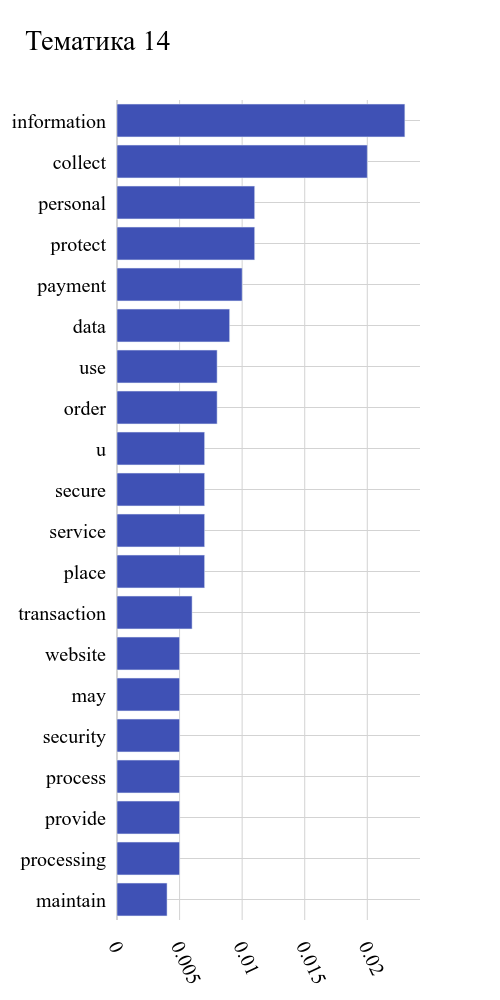 Тематика 14
information
collect
personal
protect
payment
data
use
order
u
secure
service
place
transaction
website
may
security
process
provide
processing
maintain
0
0.005
0.01
0.015
0.02